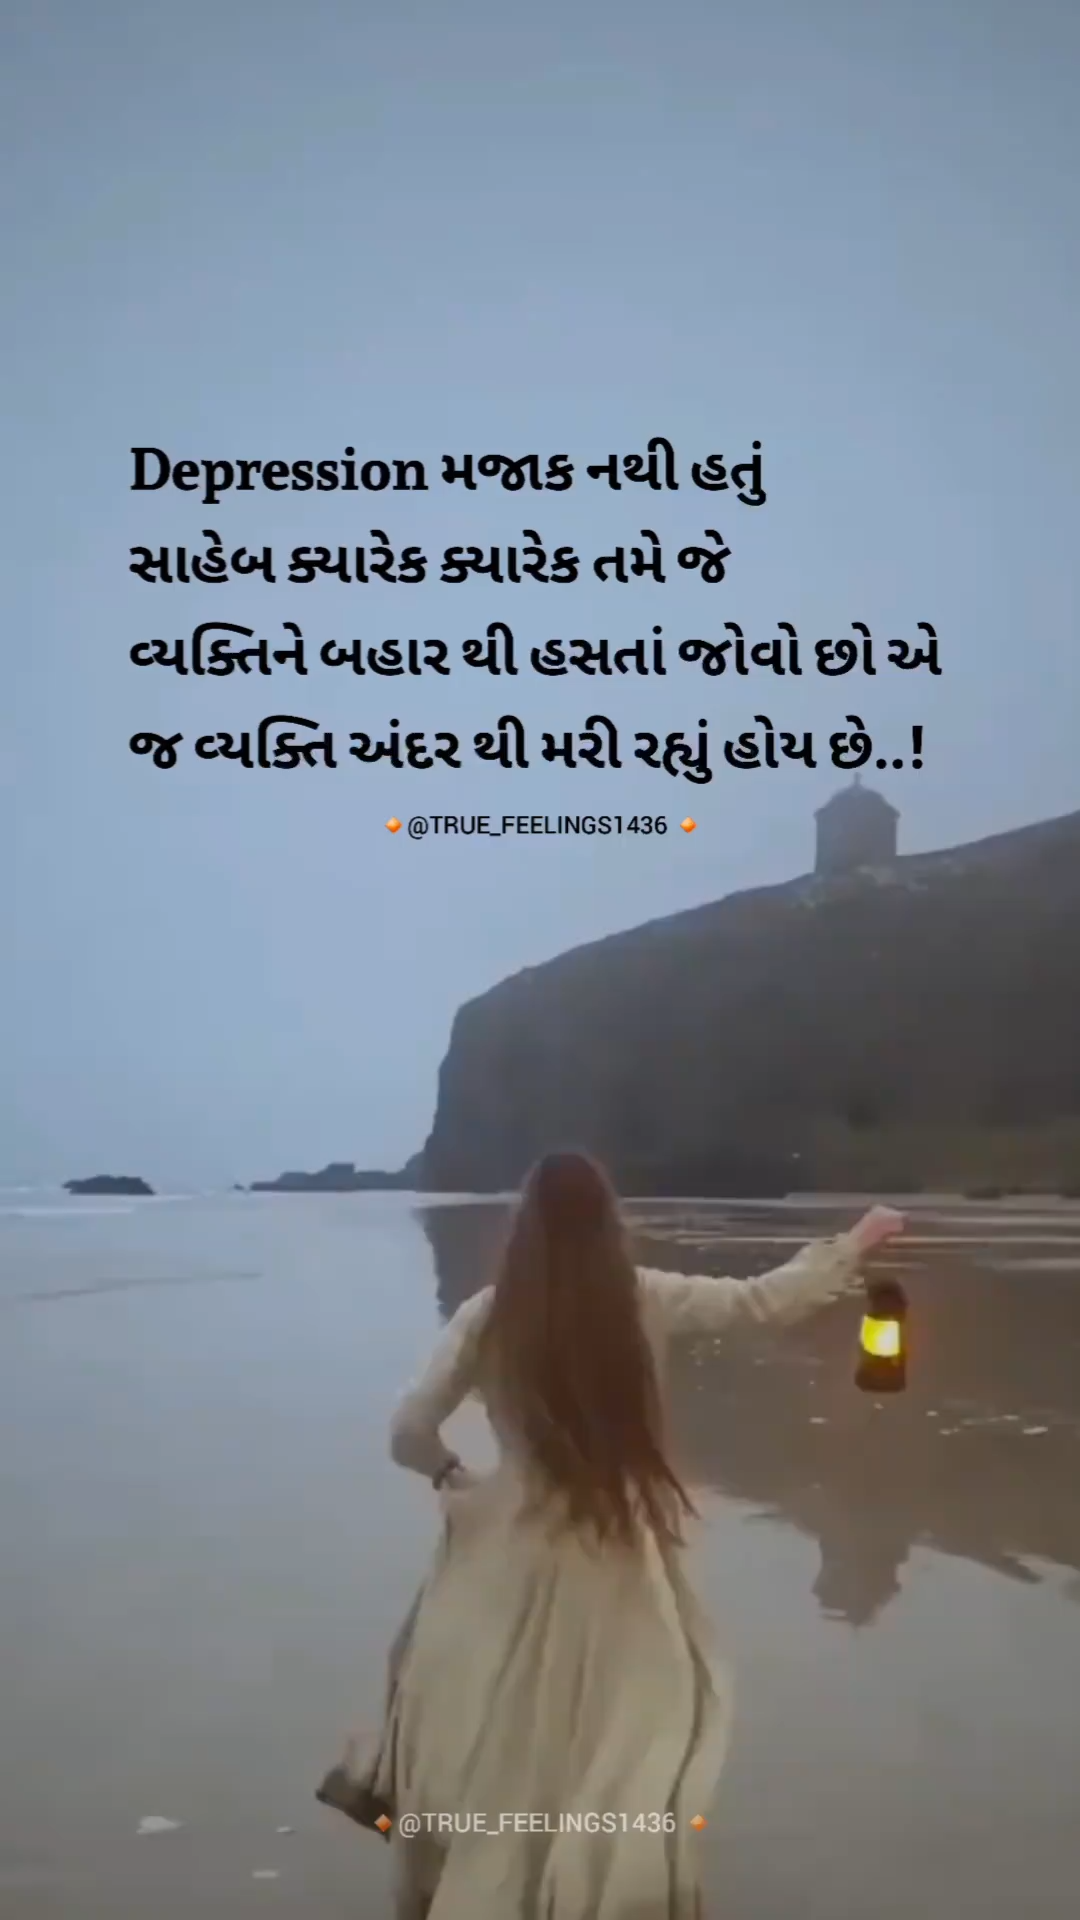 Depression મજાક નથી હતું
સાહેબ ક્યારેક ક્યારેક તમે જે
વ્યક્તિને બહાર થી હસતાં જોવો છો એ
જ વ્યક્તિ અંદર થી મરી રહ્યું હોય છે..!
🔸@TRUE_FEELINGS1436 🔸
🔸@TRUE_FEELINGS1436 🔸